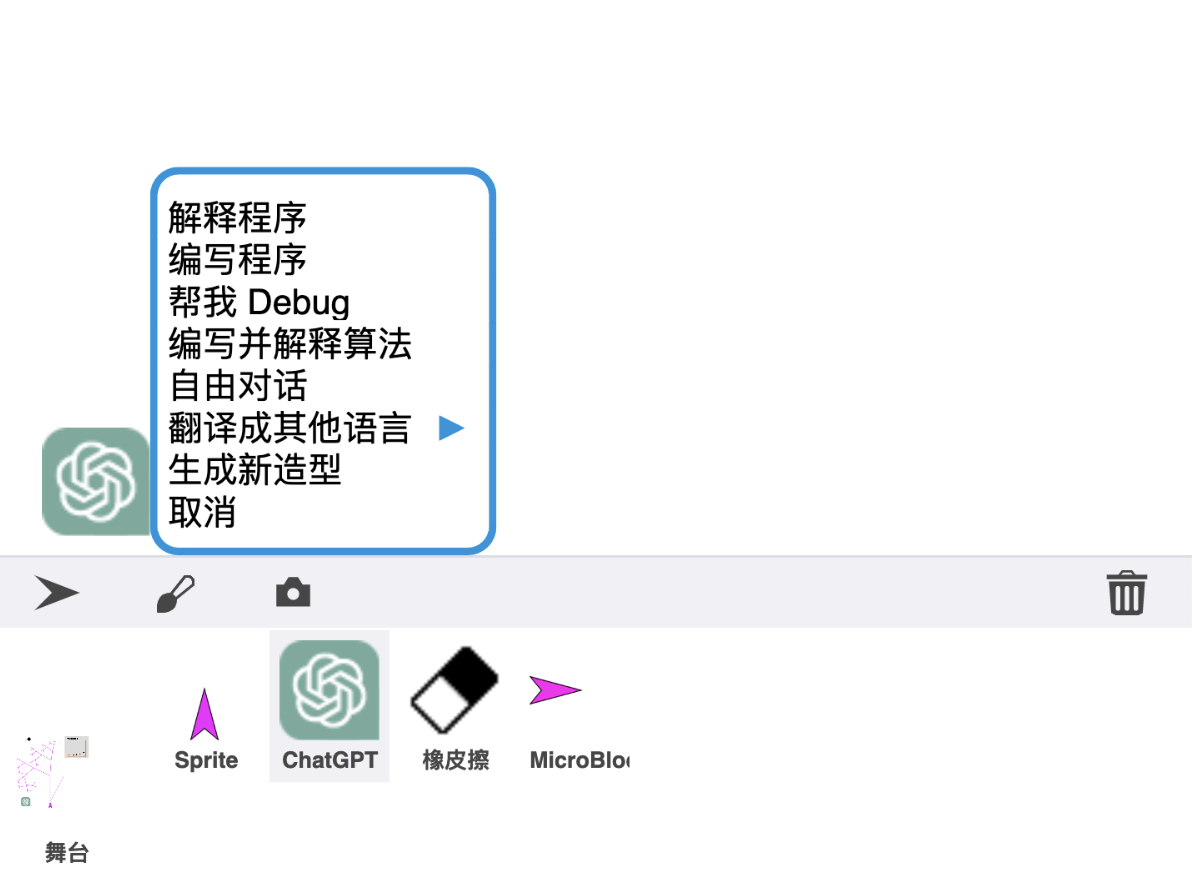 解释程序
编写程序
帮我 Debug
编写并解释算法
自由对话
翻译成其他语言
生成新造型
取消
Sprite
ChatGPT
橡皮擦
MicroBloc
舞台